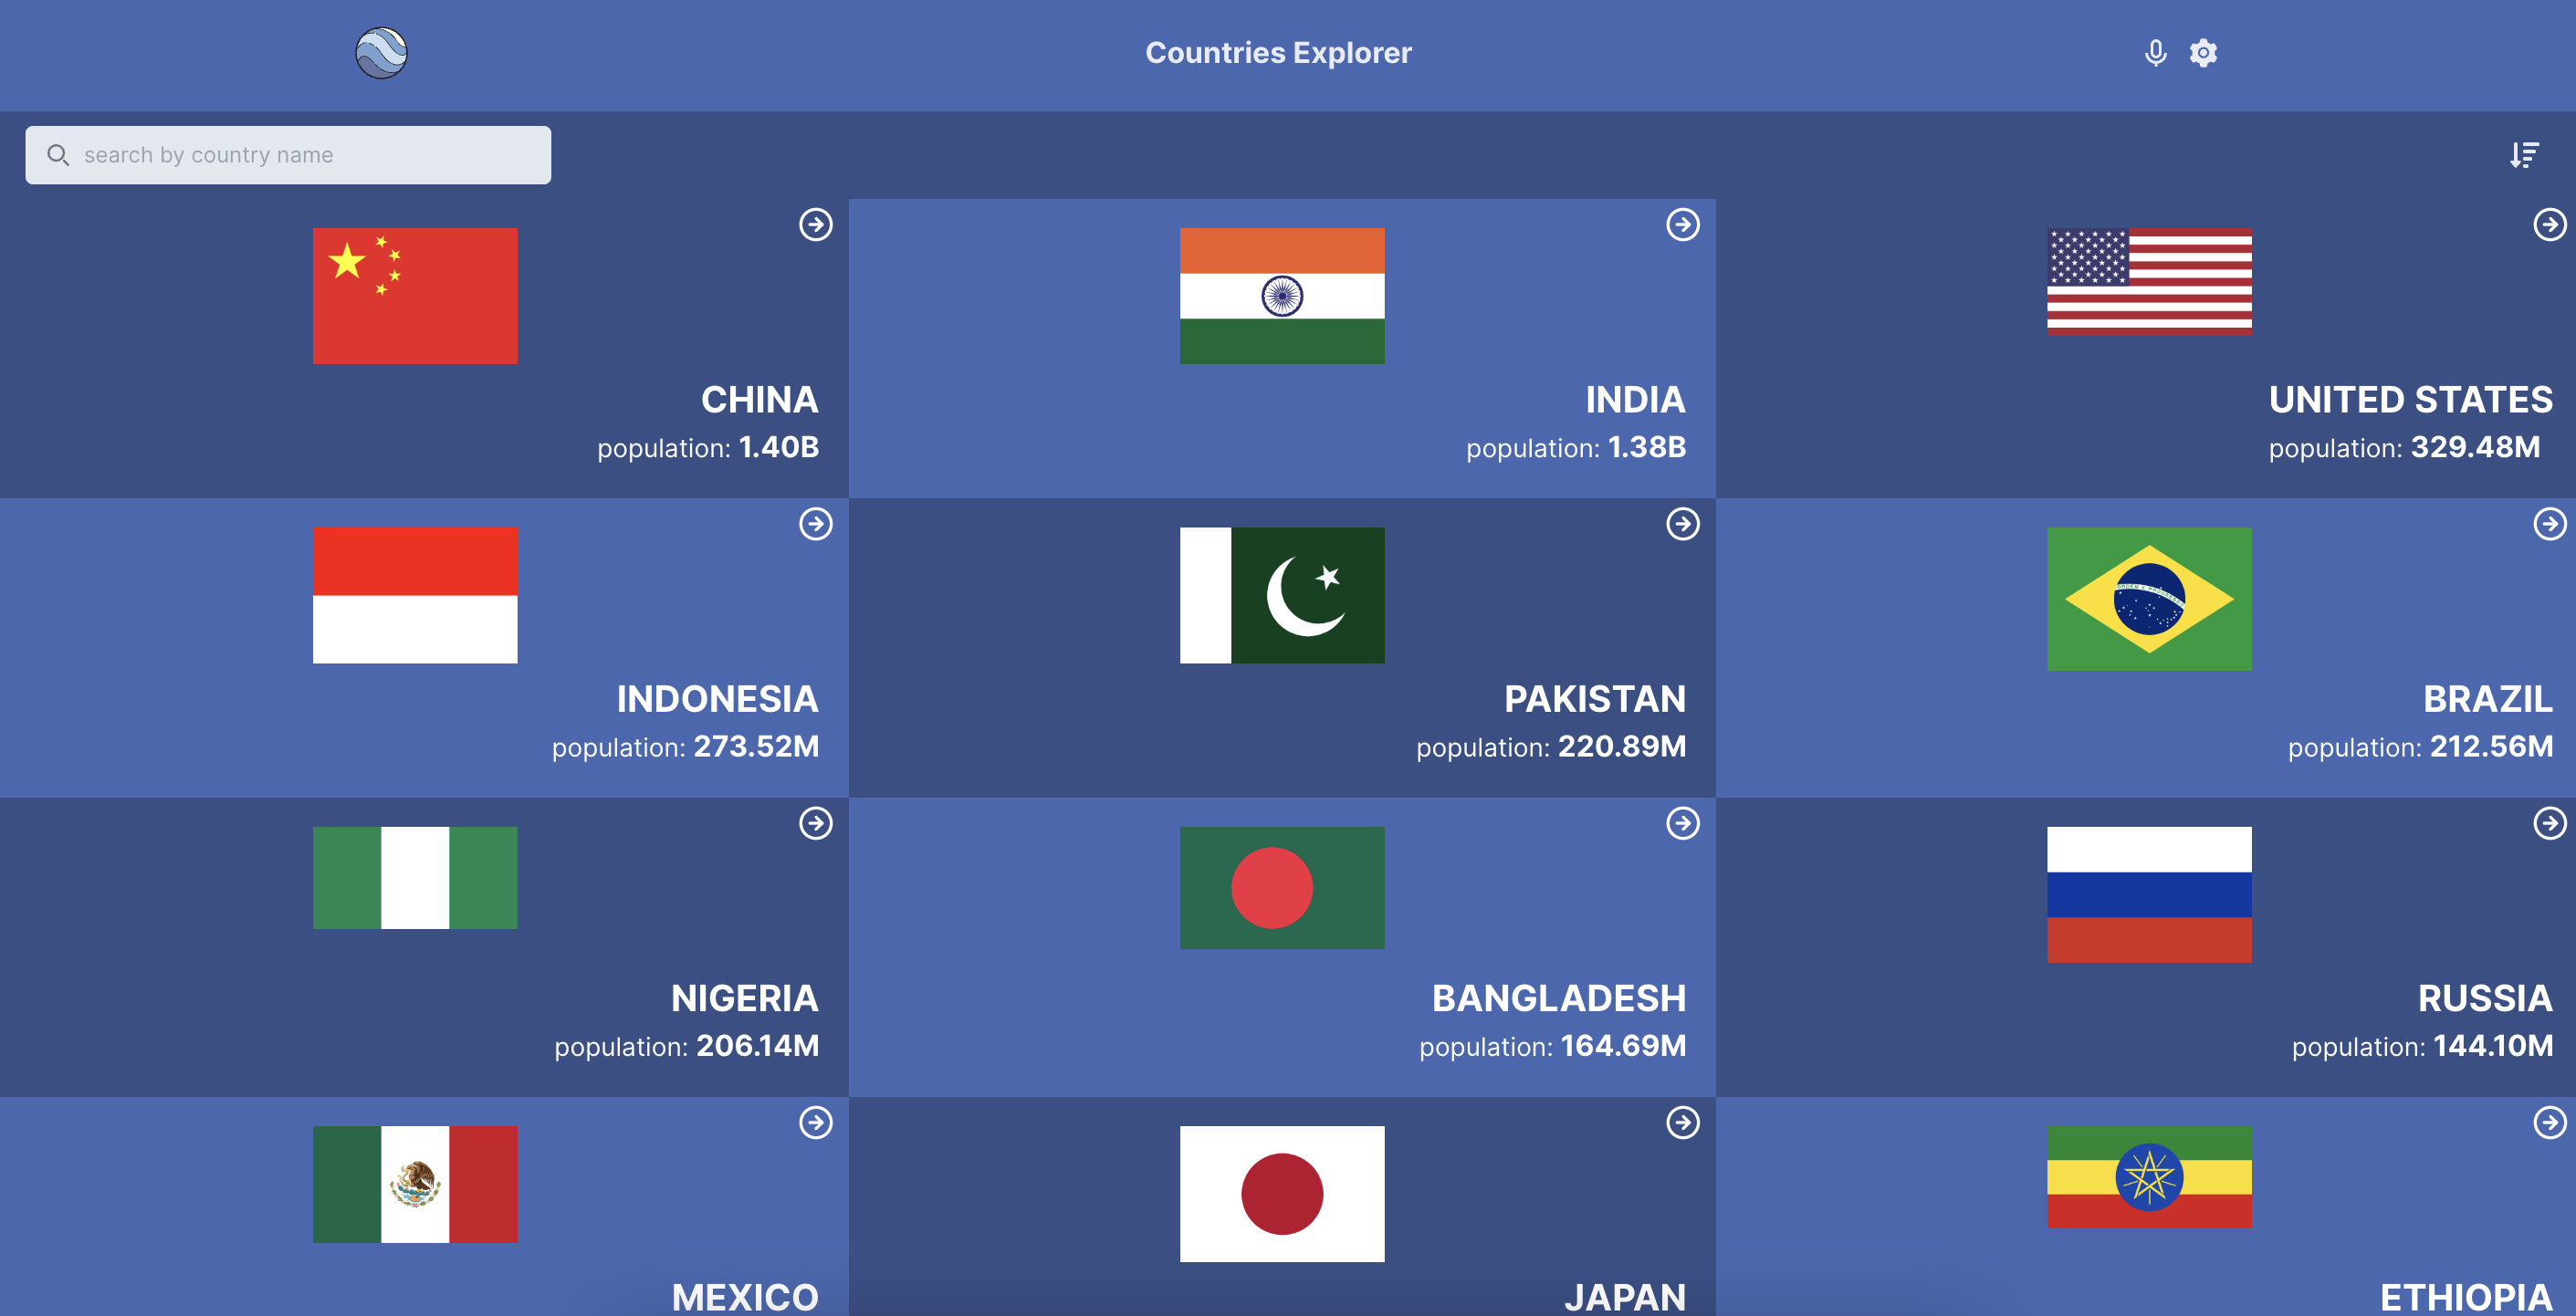 Countries Explorer
search by country name
CHINA
population: 1.40B
INDIA
population: 1.38B
UNITED STATES
population: 329.48M
INDONESIA
population: 273.52M
PAKISTAN
population: 220.89M
BRAZIL
population: 212.56M
NIGERIA
population: 206.14M
BANGLADESH
population: 164.69M
RUSSIA
population: 144.10M
MEXICO
JAPAN
ETHIOPIA